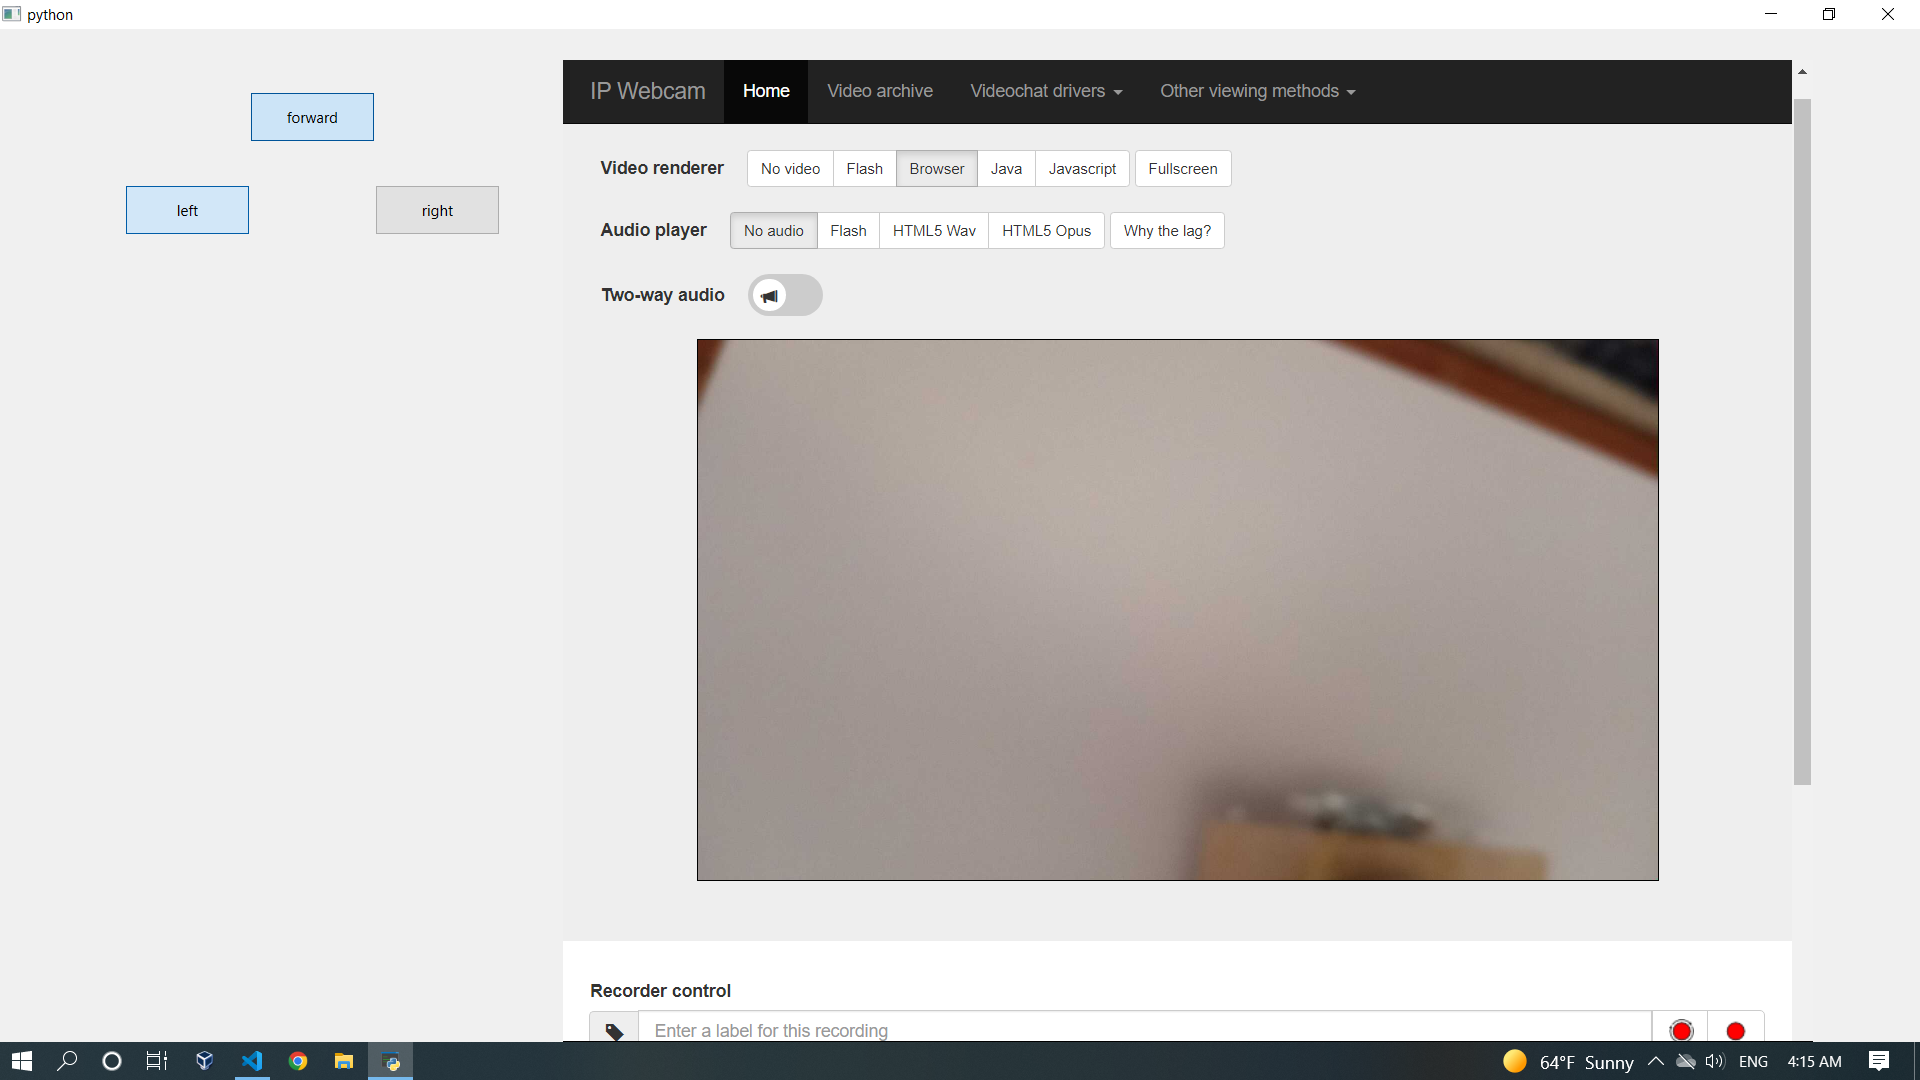 python
forward
left
right
IP Webcam Home Video archive Videochat drivers Other viewing methods
Video renderer No video Flash Browser Java Javascript Fullscreen
Audio player No audio Flash HTML5 Wav HTML5 Opus Why the lag?
Two-way audio
Recorder control
Enter a label for this recording
64°F Sunny ENG 4:15 AM